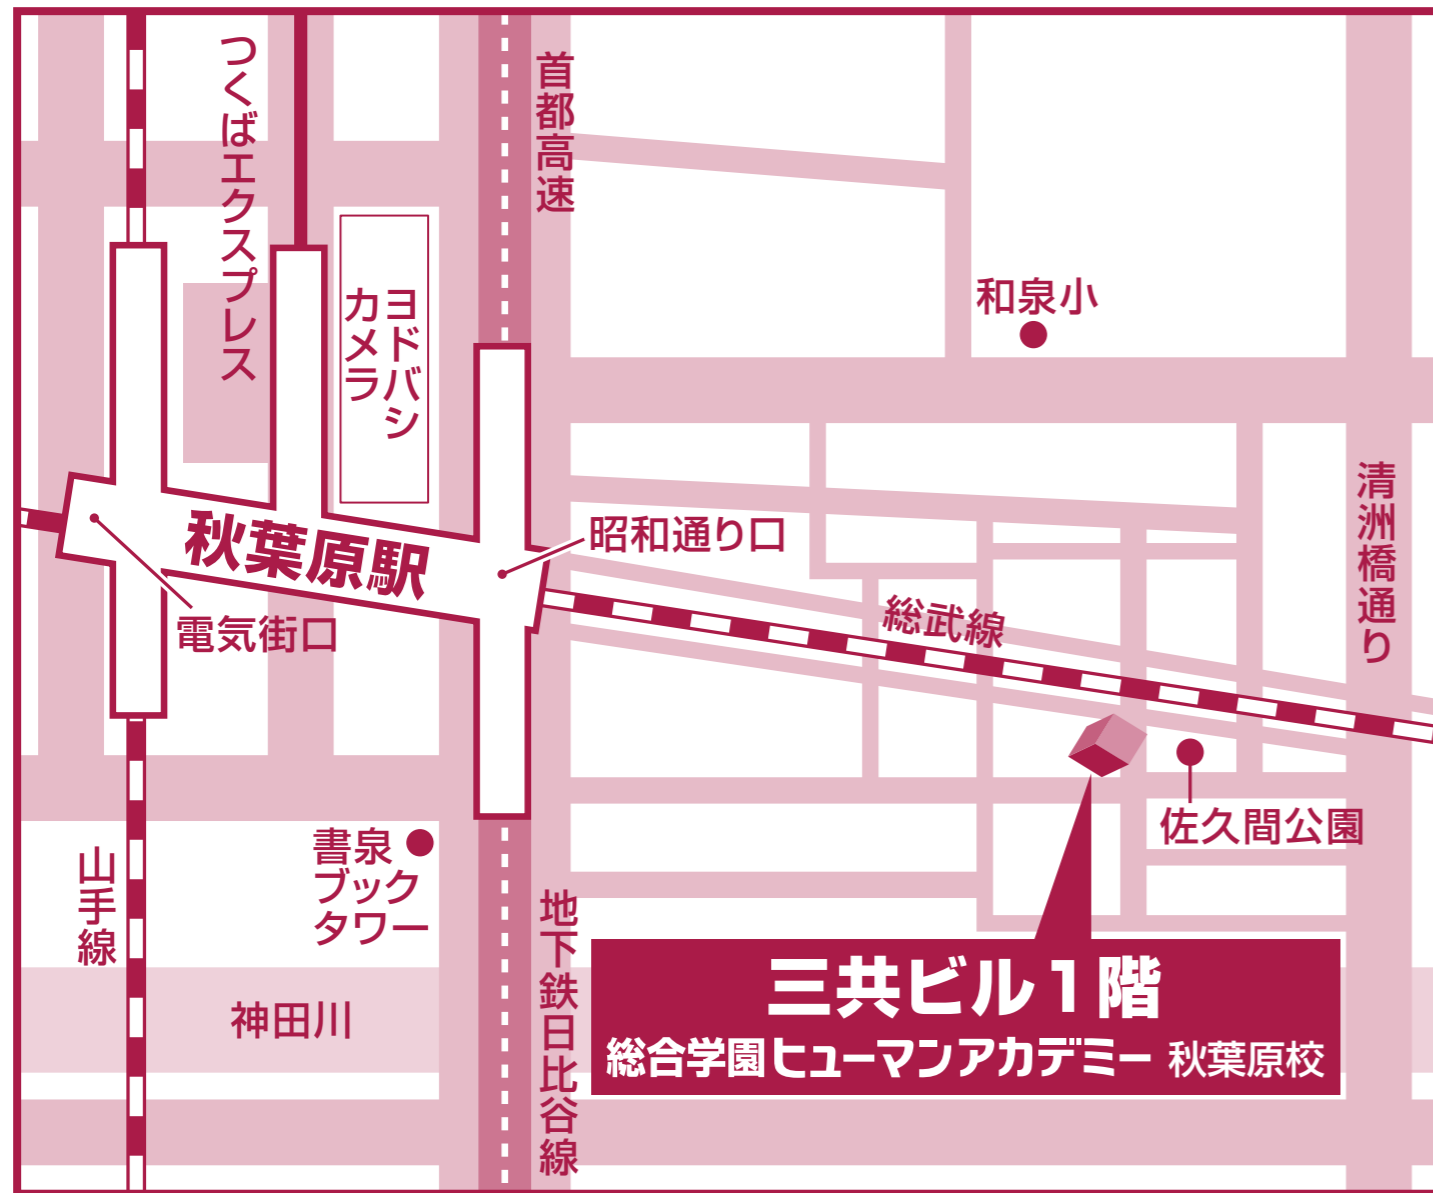 つくばエクスプレス
首都高速
ヨドバシ
カメラ
和泉小
秋葉原駅
昭和通り口
電気街口
総武線
清洲橋通り
佐久間公園
書泉
ブック
タワー
山手線
神田川
地下鉄日比谷線
三共ビル1階
総合学園ヒューマンアカデミー 秋葉原校